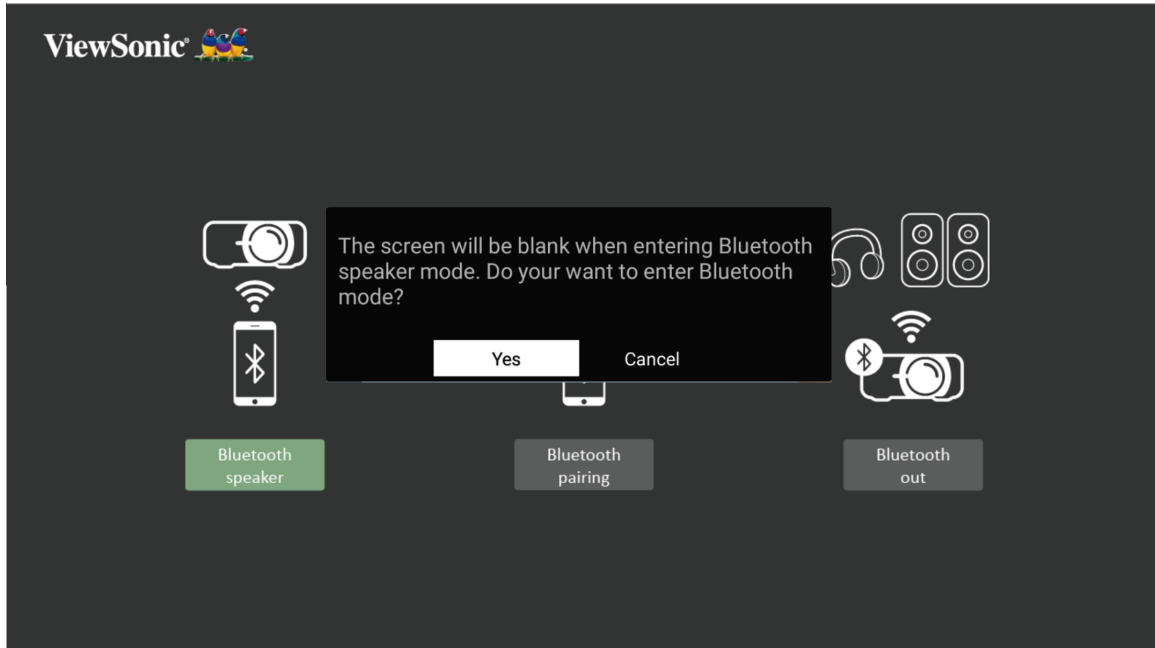 ViewSonic®
The screen will be blank when entering Bluetooth
speaker mode. Do your want to enter Bluetooth
mode?
Yes
Cancel
Bluetooth
speaker
Bluetooth
pairing
Bluetooth
out